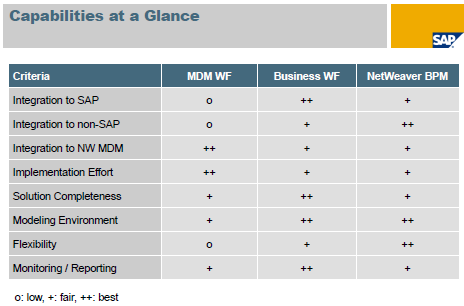 Capabilities at a Glance
SAP
Criteria MDM WF Business WF NetWeaver BPM
Integration to SAP o ++ +
Integration to non-SAP o + ++
Integration to NW MDM ++ + +
Implementation Effort ++ + +
Solution Completeness + ++ +
Modeling Environment + ++ ++
Flexibility o + ++
Monitoring / Reporting + ++ +
o: low, +: fair, ++: best